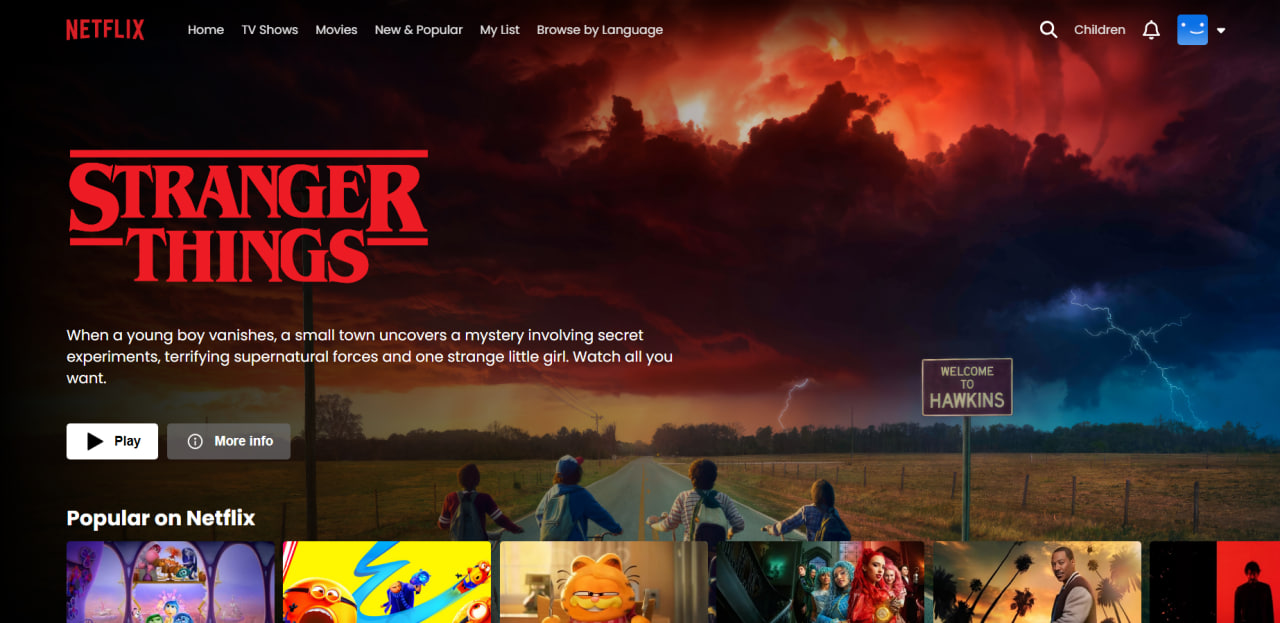 NETFLIX
Home TV Shows Movies New & Popular My List Browse by Language Children
STRANGER
THINGS
When a young boy vanishes, a small town uncovers a mystery involving secret
experiments, terrifying supernatural forces and one strange little girl. Watch all you
want.
WELCOME
TO
HAWKINS
Play More info
Popular on Netflix